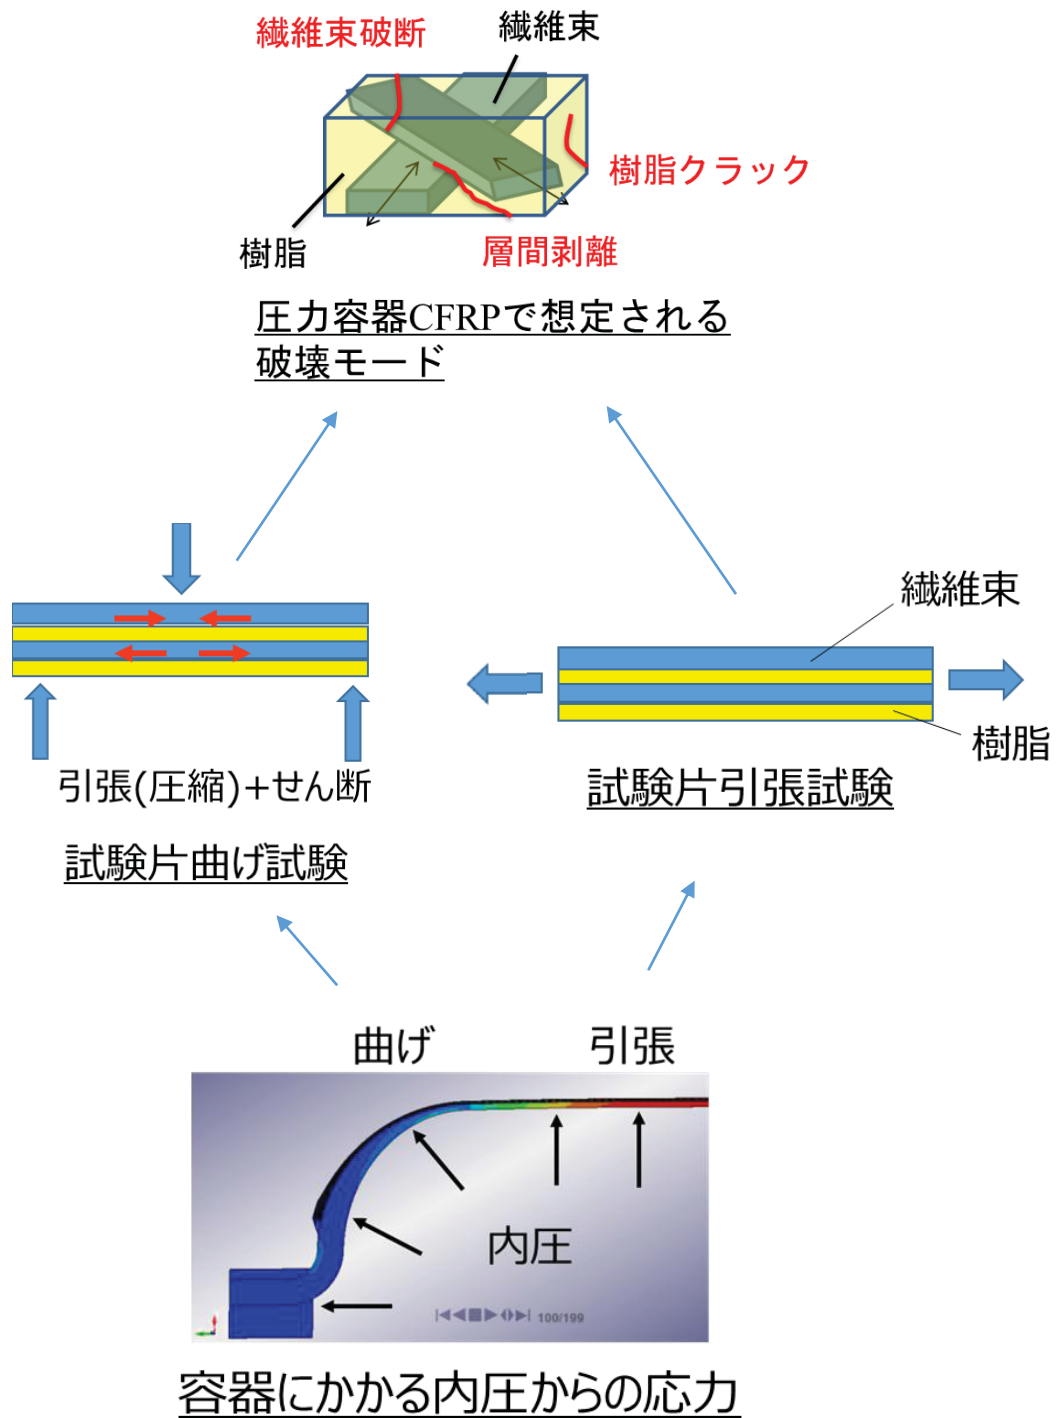 繊維束破断
繊維束
樹脂クラック
樹脂
層間剥離
圧力容器CFRPで想定される
破壊モード
繊維束
樹脂
引張(圧縮)+せん断
試験片引張試験
試験片曲げ試験
曲げ
引張
内圧
100/199
容器にかかる内圧からの応力